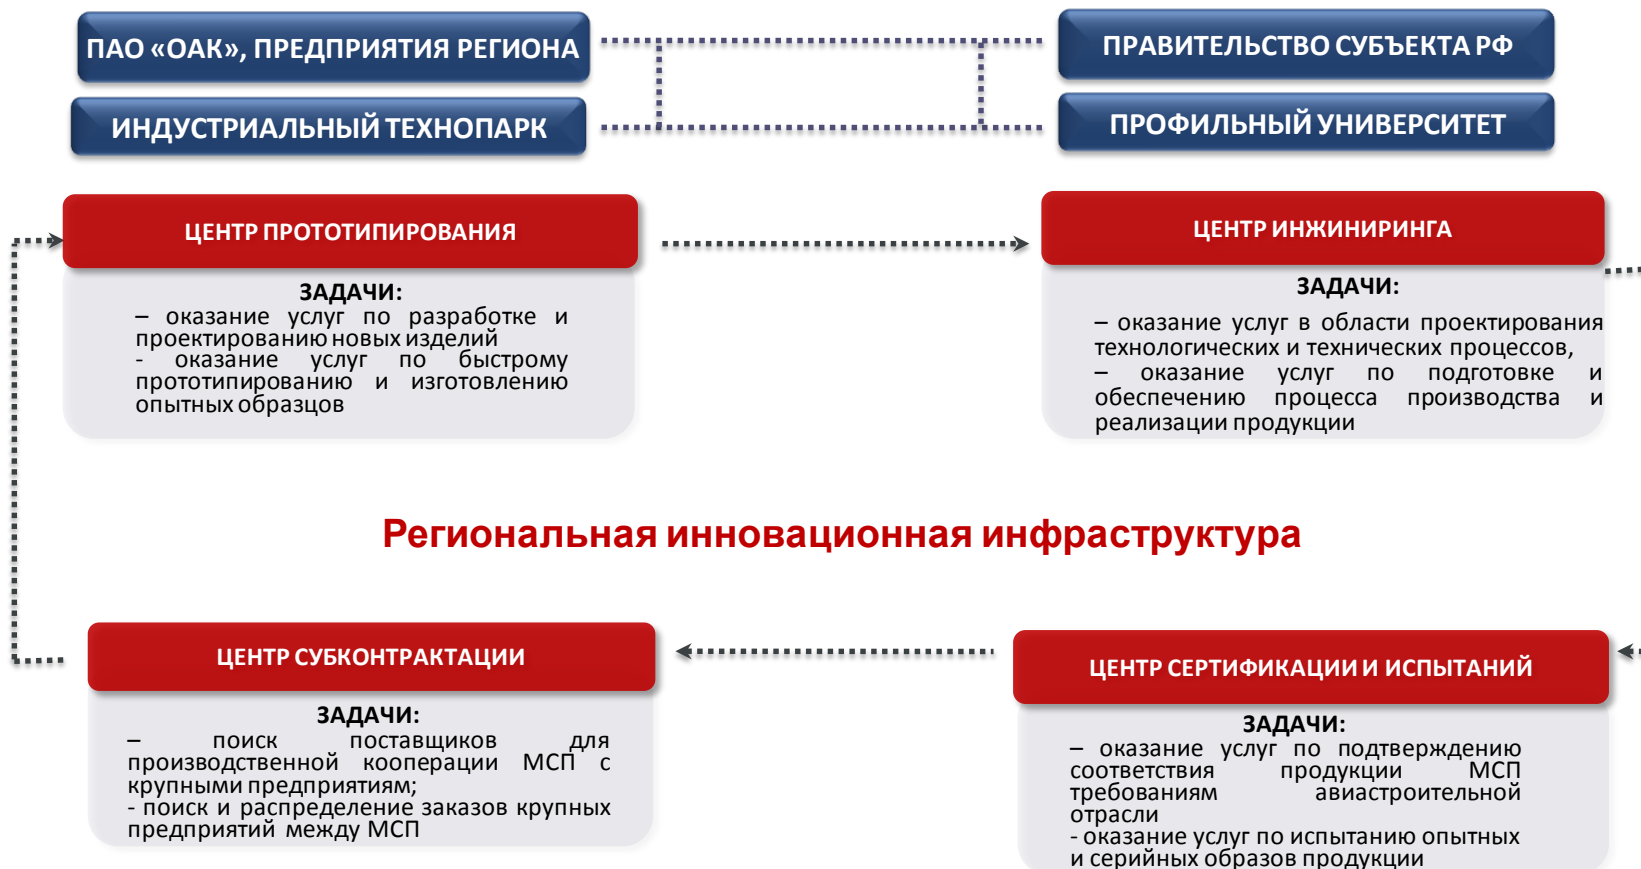 ПАО «ОАК», ПРЕДПРИЯТИЯ РЕГИОНА
ПРАВИТЕЛЬСТВО СУБЪЕКТА РФ
ИНДУСТРИАЛЬНЫЙ ТЕХНОПАРК
ПРОФИЛЬНЫЙ УНИВЕРСИТЕТ
ЦЕНТР ПРОТОТИПИРОВАНИЯ
ЗАДАЧИ:
– оказание услуг по разработке и
проектированию новых изделий
- оказание услуг по быстрому
прототипированию и изготовлению
опытных образцов
ЦЕНТР ИНЖИНИРИНГА
ЗАДАЧИ:
– оказание услуг в области проектирования
технологических и технических процессов,
– оказание услуг по подготовке и
обеспечению процесса производства и
реализации продукции
Региональная инновационная инфраструктура
ЦЕНТР СУБКОНТРАКТАЦИИ
ЗАДАЧИ:
– поиск поставщиков для
производственной кооперации МСП с
крупными предприятиям;
- поиск и распределение заказов крупных
предприятий между МСП
ЦЕНТР СЕРТИФИКАЦИИ И ИСПЫТАНИЙ
ЗАДАЧИ:
– оказание услуг по подтверждению
соответствия продукции МСП
требованиям авиастроительной
отрасли
- оказание услуг по испытанию опытных
и серийных образов продукции